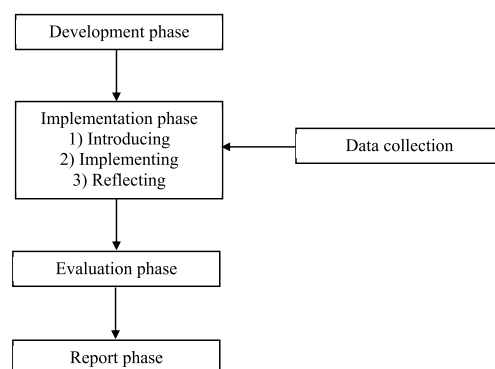 Development phase
Implementation phase
1) Introducing
2) Implementing
3) Reflecting
Data collection
Evaluation phase
Report phase